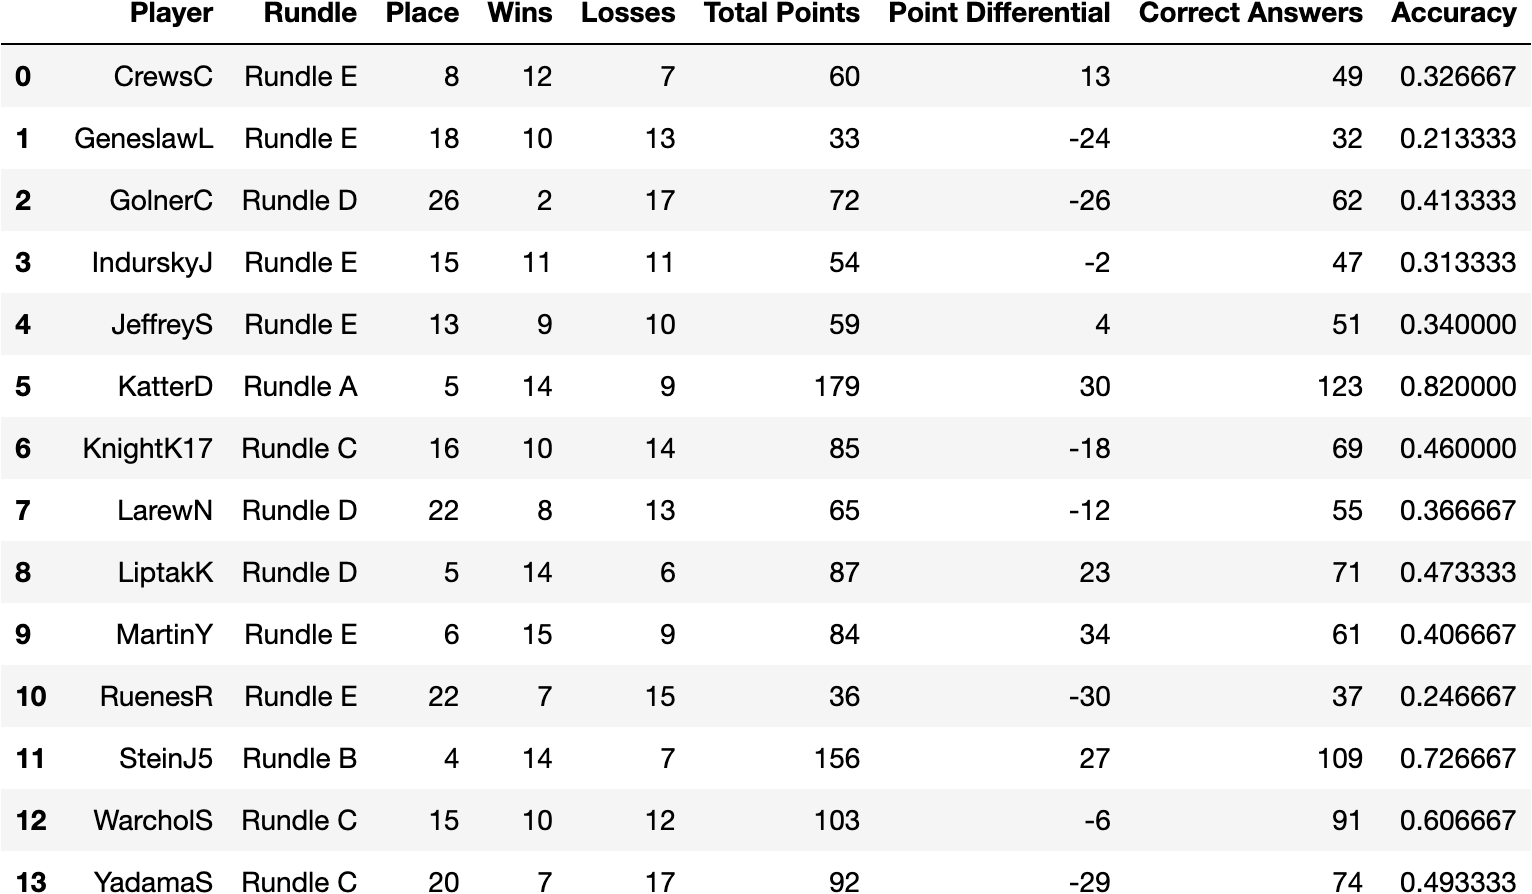 Player Rundle Place Wins Losses Total Points Point Differential Correct Answers Accuracy
0 CrewsC Rundle E 8 12 7 60 13 49 0.326667
1 GeneslawL Rundle E 18 10 13 33 -24 32 0.213333
2 GolnerC Rundle D 26 2 17 72 -26 62 0.413333
3 IndurskyJ Rundle E 15 11 11 54 -2 47 0.313333
4 JeffreyS Rundle E 13 9 10 59 4 51 0.340000
5 KatterD Rundle A 5 14 9 179 30 123 0.820000
6 KnightK17 Rundle C 16 10 14 85 -18 69 0.460000
7 LarewN Rundle D 22 8 13 65 -12 55 0.366667
8 LiptakK Rundle D 5 14 6 87 23 71 0.473333
9 MartinY Rundle E 6 15 9 84 34 61 0.406667
10 RuenesR Rundle E 22 7 15 36 -30 37 0.246667
11 SteinJ5 Rundle B 4 14 7 156 27 109 0.726667
12 WarcholS Rundle C 15 10 12 103 -6 91 0.606667
13 YadamaS Rundle C 20 7 17 92 -29 74 0.493333